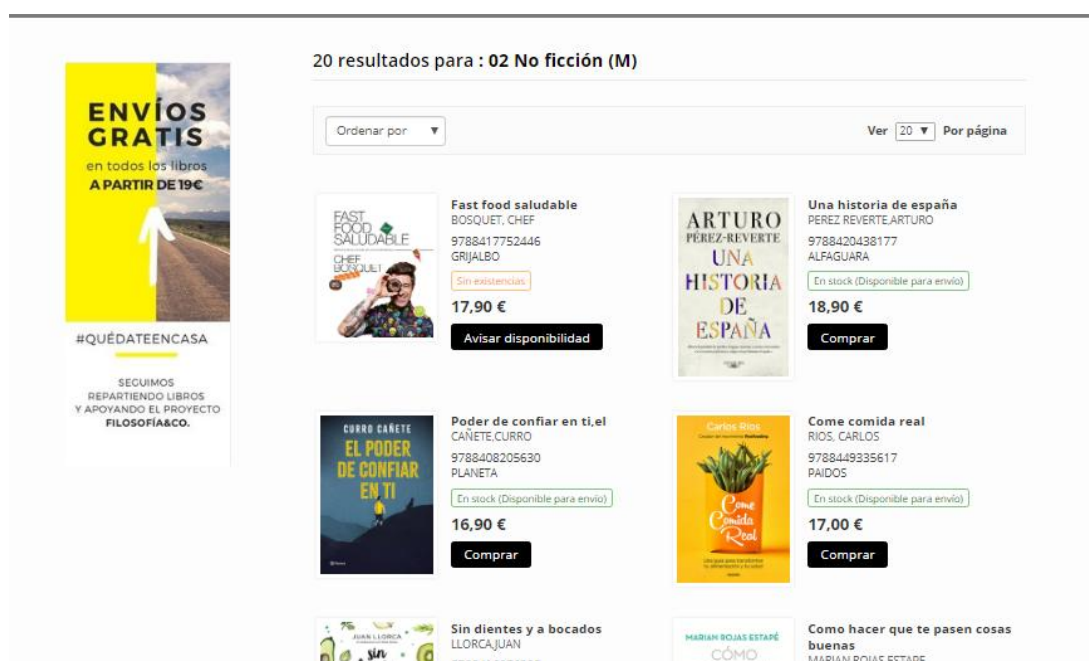 20 resultados para : 02 No ficción (M)
ENVÍOS
GRATIS
en todos los libros
A PARTIR DE 19€
#QUÉDATEENCASA
SEGUIMOS
REPARTIENDO LIBROS
Y APOYANDO EL PROYECTO
FILOSOFÍA&CO.
Ordenar por
Ver 20 Por página
FAST
FOOD
SALUDABLE
CHEF
BOSQUET
Fast food saludable
BOSQUET, CHEF
9788417752446
GRIJALBO
Sin existencias
17,90 €
Avisar disponibilidad
ARTURO
PÉREZ-REVERTE
UNA
HISTORIA
DE
ESPAÑA
Una historia de españa
PEREZ REVERTE,ARTURO
9788420438177
ALFAGUARA
En stock (Disponible para envío)
18,90 €
Comprar
CURRO CAÑETE
EL PODER
DE CONFIAR
EN TI
Poder de confiar en ti,el
CAÑETE,CURRO
9788408205630
PLANETA
En stock (Disponible para envío)
16,90 €
Comprar
Carlos Ríos
Come
Comida
Real
Come comida real
RIOS, CARLOS
9788449335617
PAIDOS
En stock (Disponible para envío)
17,00 €
Comprar
JUAN LLORCA
sin
Sin dientes y a bocados
LLORCA,JUAN
MARIAN ROJAS ESTAPÉ
CÓMO
Como hacer que te pasen cosas
buenas
MARIAN ROJAS ESTAPE